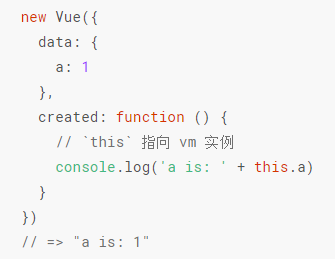 new Vue({
  data: {
    a: 1
  },
  created: function () {
    // `this` 指向 vm 实例
    console.log('a is: ' + this.a)
  }
})
// => "a is: 1"